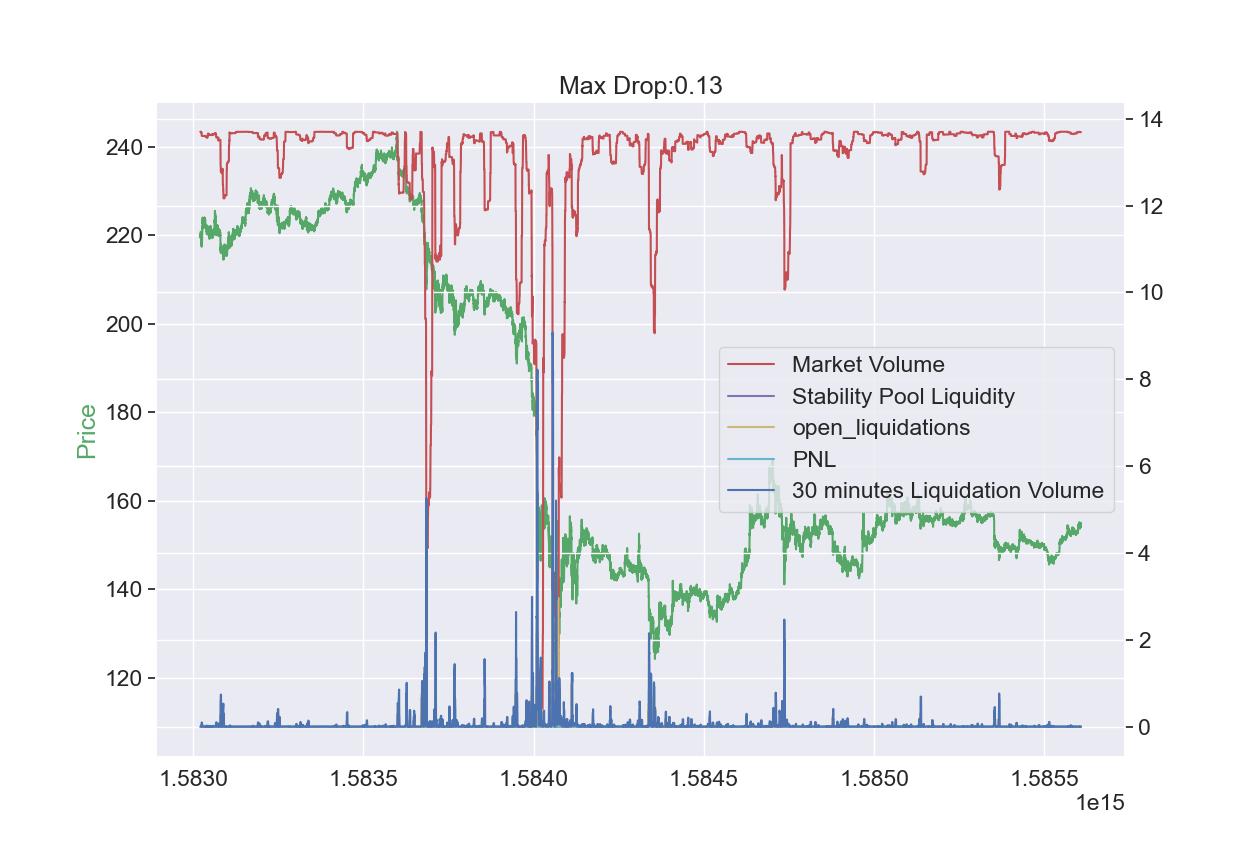 Max Drop:0.13
240
220
200
180
160
140
120
Price
14
12
10
8
6
4
2
0
Market Volume
Stability Pool Liquidity
open_liquidations
PNL
30 minutes Liquidation Volume
1.5830 1.5835 1.5840 1.5845 1.5850 1.5855
1e15